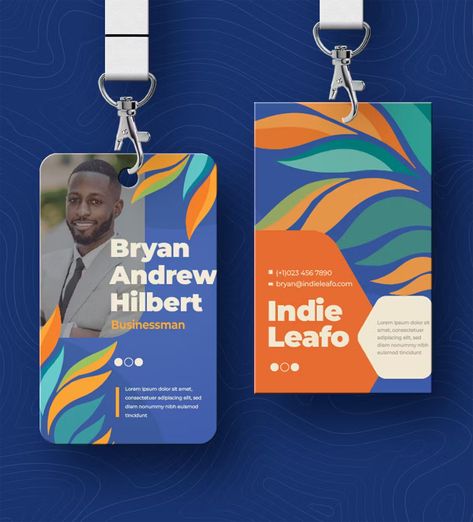 Bryan
Andrew
Hilbert
Businessman
Lorem ipsum dolor sit amet,
consectetur adipiscing elit, sed
diam nonummy nibh euismod
tincidunt
(+1)023 456 7890
bryan@indieleafo.com
Indie
Leafo
Lorem ipsum dolor sit
amet, consectetur
adipiscing elit, sed diam
nonummy nibh euismod
tincidunt